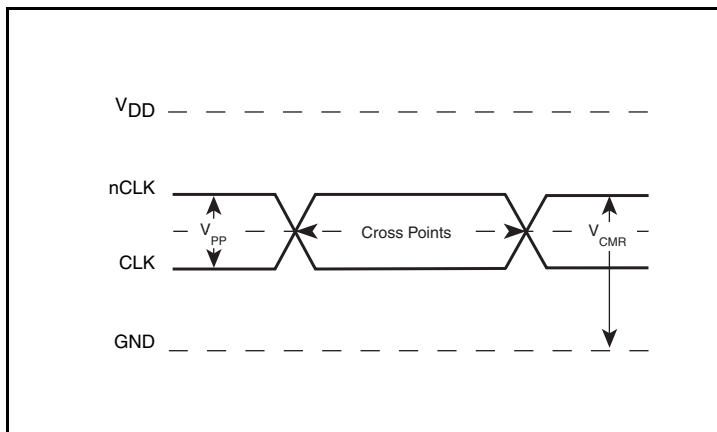 VDD
nCLK
VPP
Cross Points
VCMR
CLK
GND